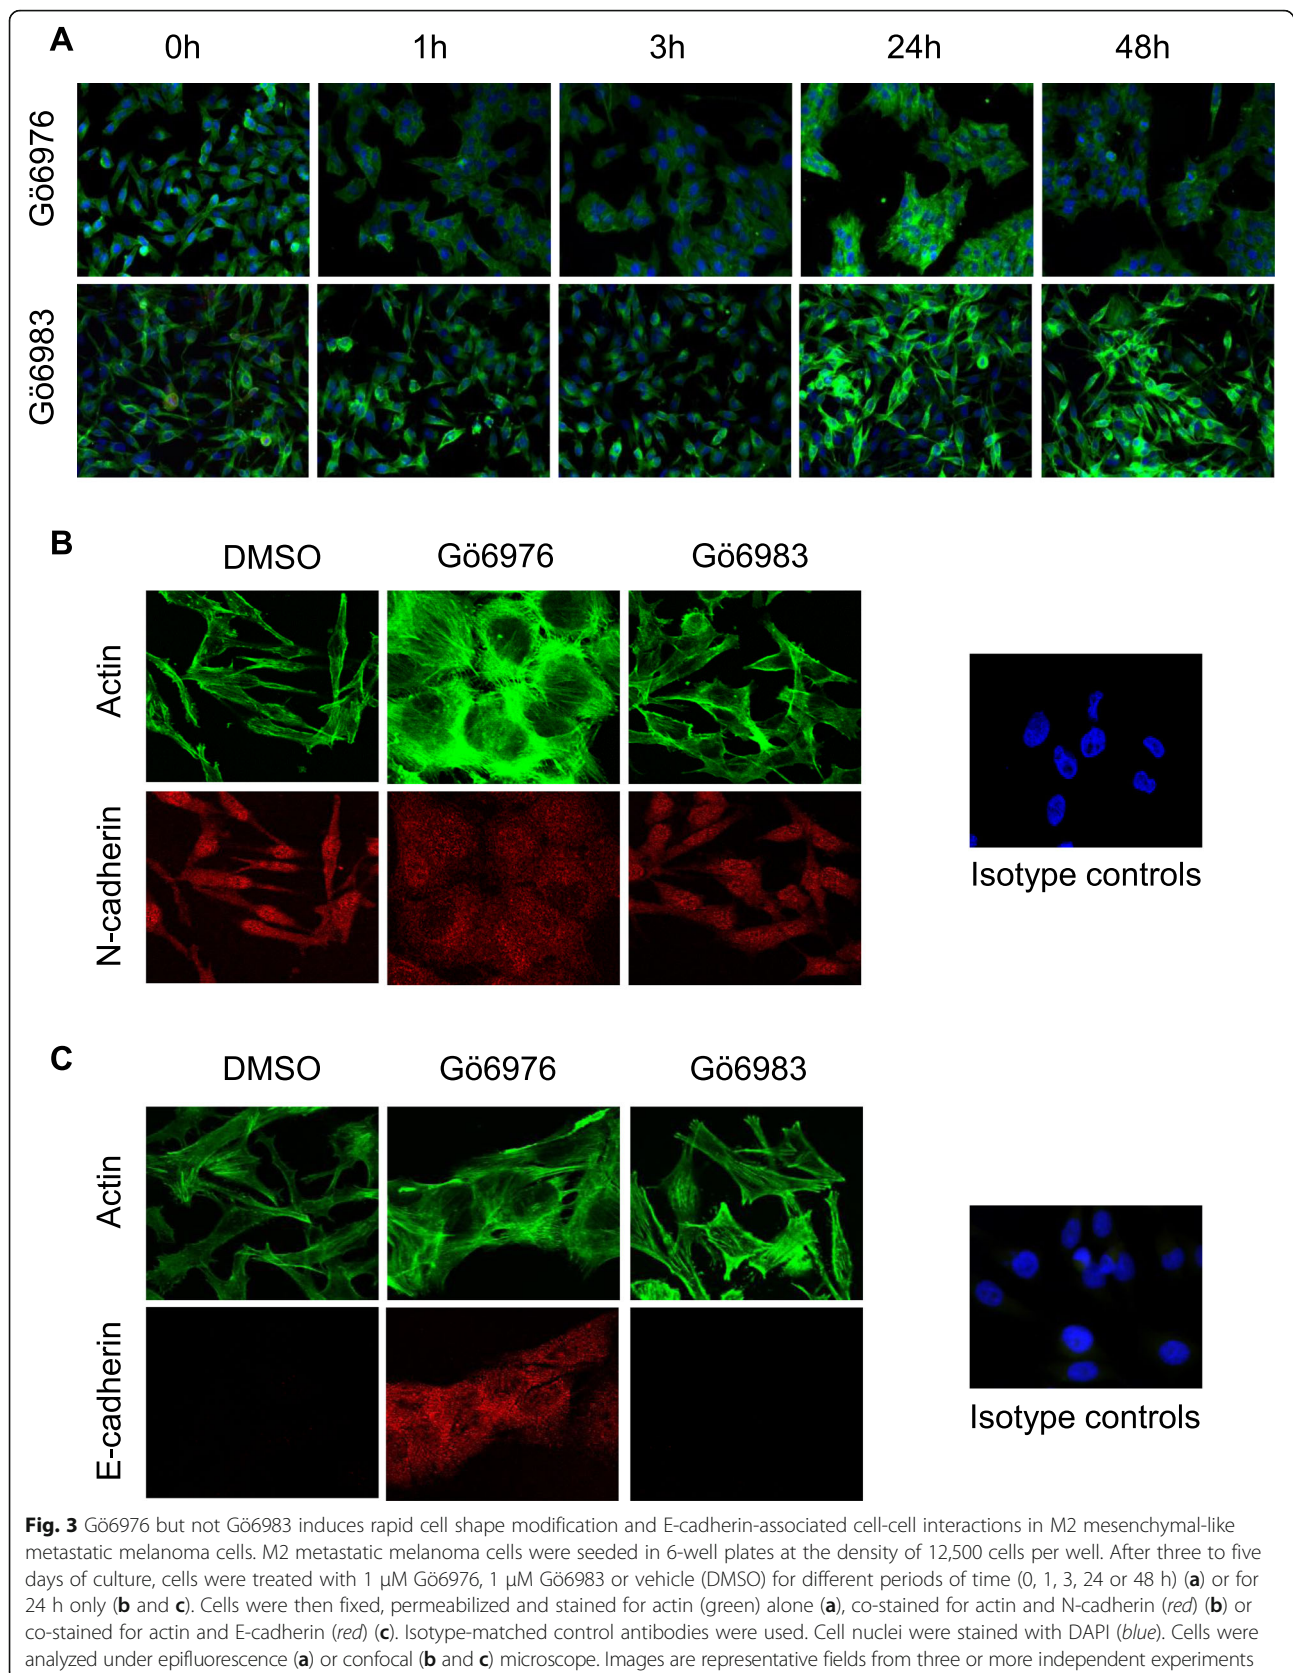 A
0h 1h 3h 24h 48h
Gö6976
Gö6983
B
DMSO Gö6976 Gö6983
Actin
N-cadherin
Isotype controls
C
DMSO Gö6976 Gö6983
Actin
E-cadherin
Isotype controls
Fig. 3 Gö6976 but not Gö6983 induces rapid cell shape modification and E-cadherin-associated cell-cell interactions in M2 mesenchymal-like
metastatic melanoma cells. M2 metastatic melanoma cells were seeded in 6-well plates at the density of 12,500 cells per well. After three to five
days of culture, cells were treated with 1 μM Gö6976, 1 μM Gö6983 or vehicle (DMSO) for different periods of time (0, 1, 3, 24 or 48 h) (a) or for
24 h only (b and c). Cells were then fixed, permeabilized and stained for actin (green) alone (a), co-stained for actin and N-cadherin (red) (b) or
co-stained for actin and E-cadherin (red) (c). Isotype-matched control antibodies were used. Cell nuclei were stained with DAPI (blue). Cells were
analyzed under epifluorescence (a) or confocal (b and c) microscope. Images are representative fields from three or more independent experiments